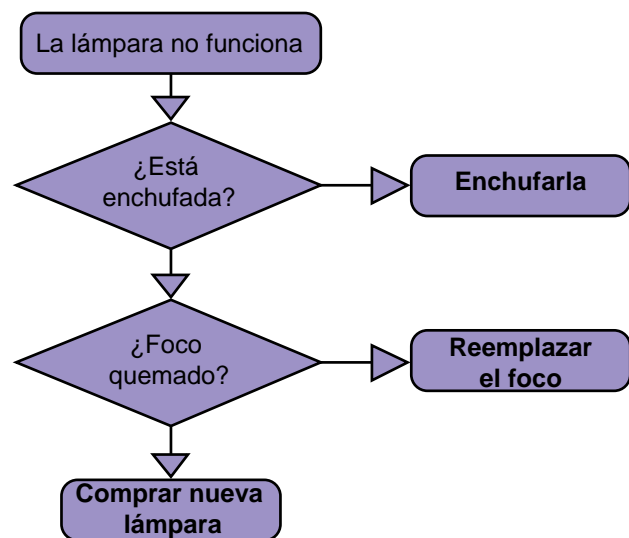 La lámpara no funciona
¿Está
enchufada?
Enchufarla
¿Foco
quemado?
Reemplazar
el foco
Comprar nueva
lámpara